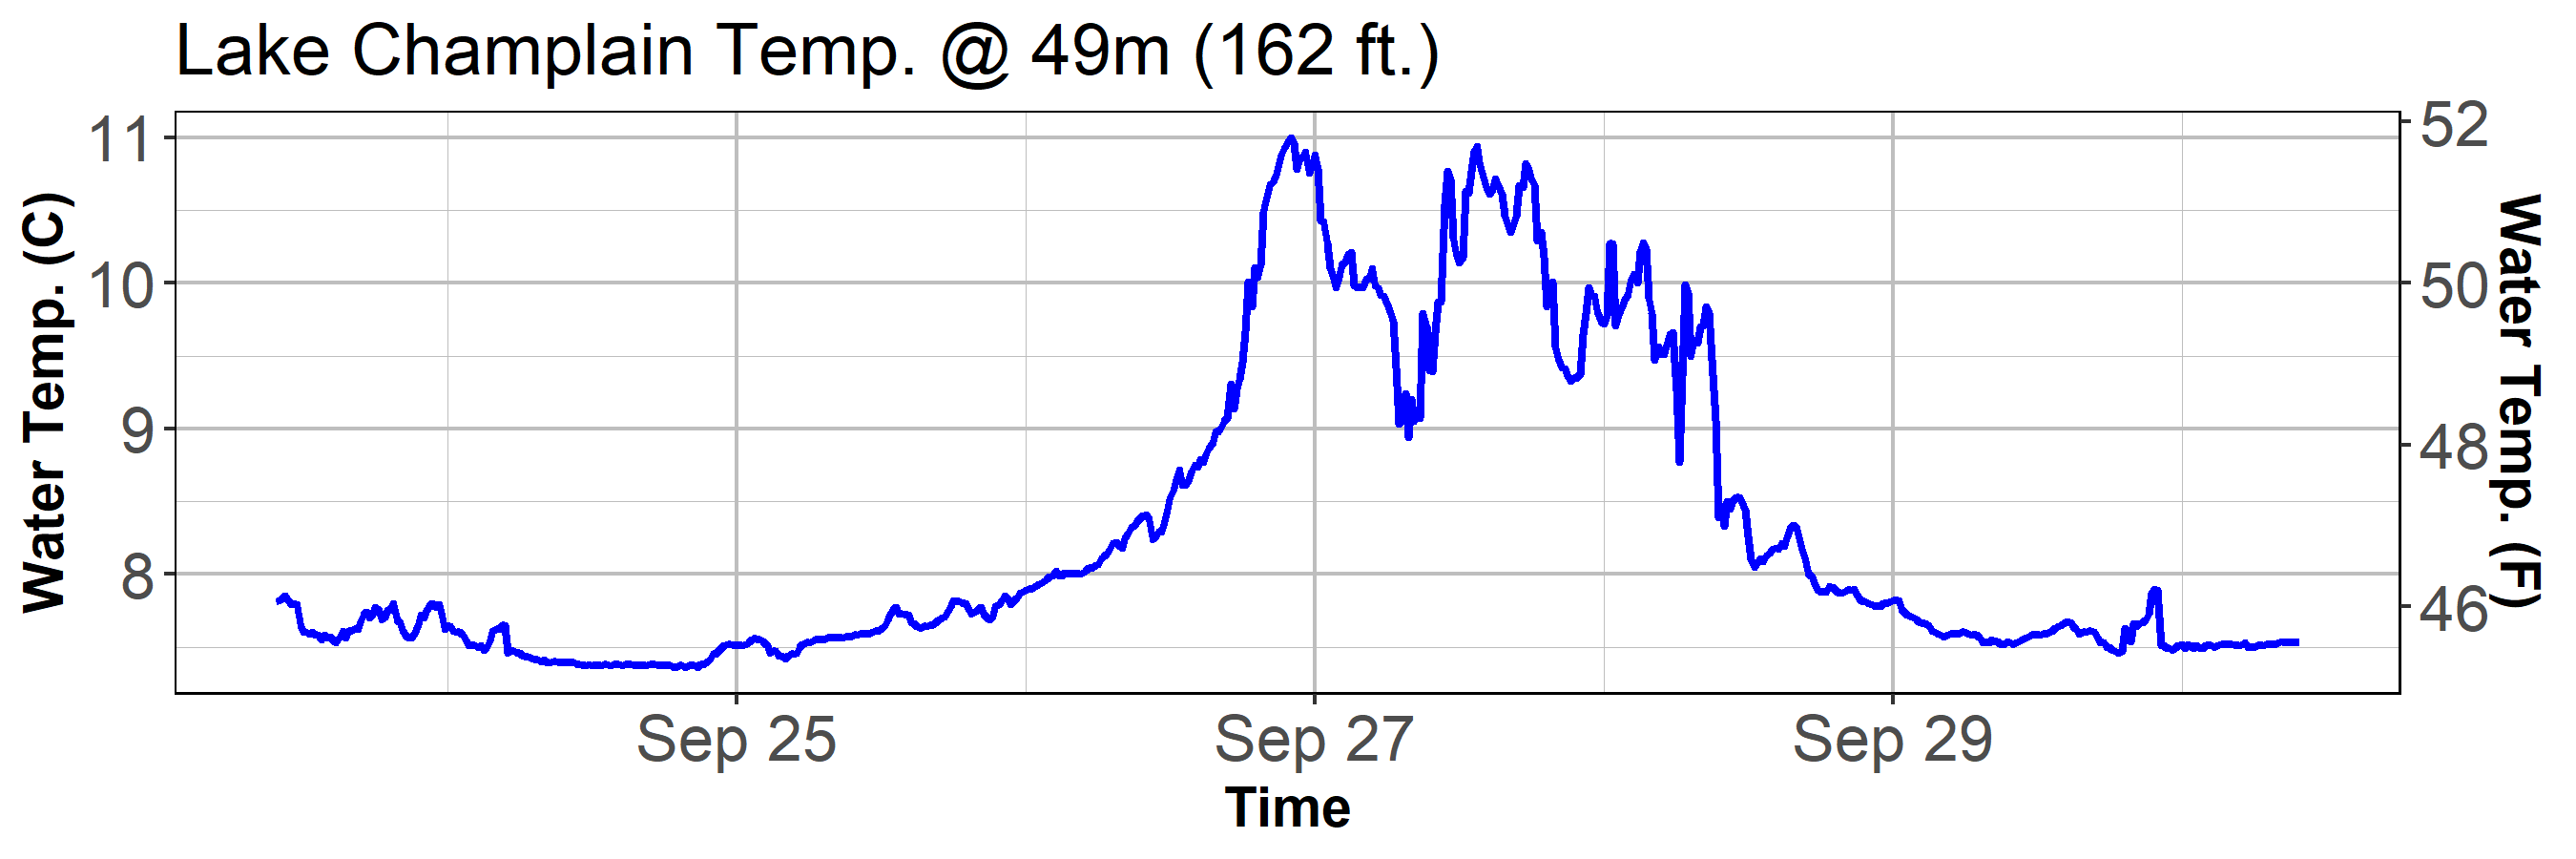 Lake Champlain Temp. @ 49m (162 ft.)
Water Temp. (C)
11
10
9
8
52
50
48
46
Water Temp. (F)
Sep 25
Sep 27
Sep 29
Time